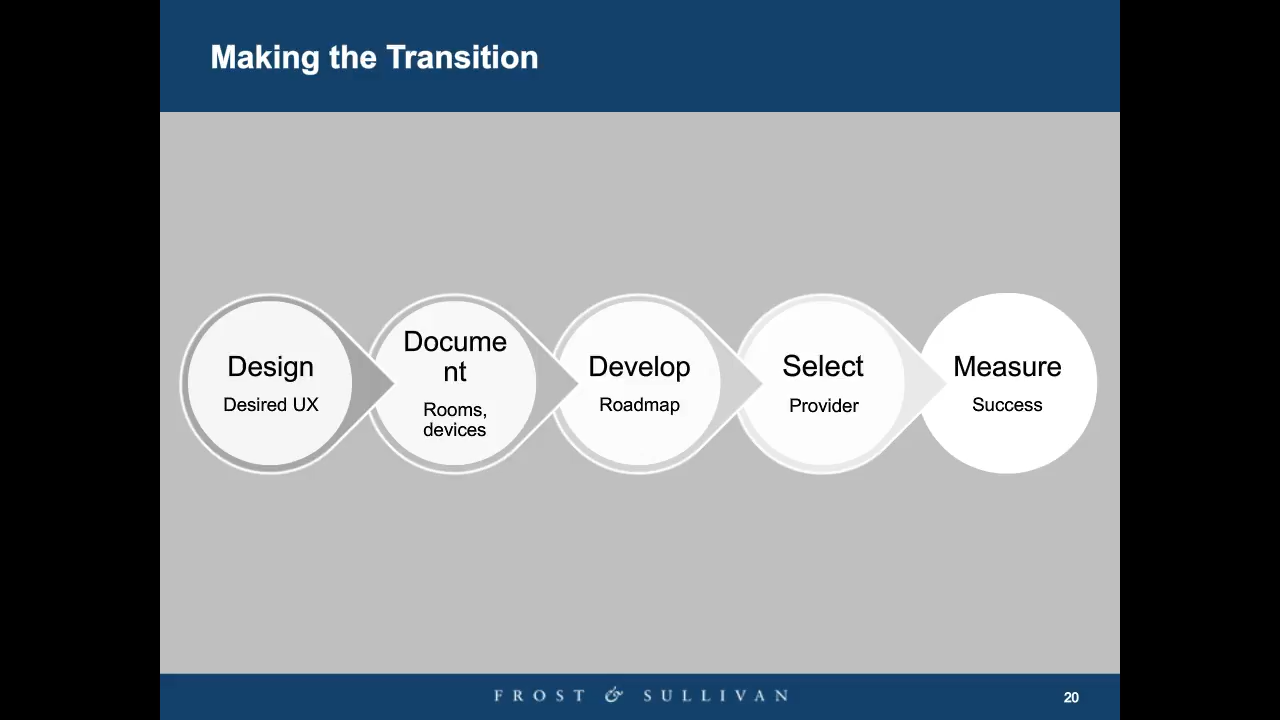 Making the Transition
Design
Desired UX
Docume
nt
Rooms,
devices
Develop
Roadmap
Select
Provider
Measure
Success
FROST & SULLIVAN
20